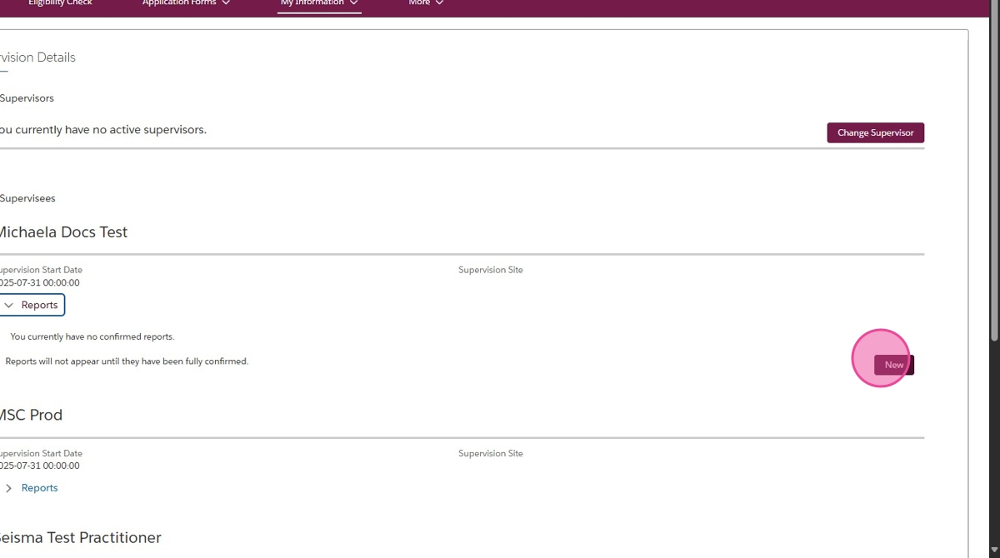 Eligibility Check Application Forms My Information More
vision Details
Supervisors
ou currently have no active supervisors.
Change Supervisor
Supervisees
Michaela Docs Test
upervision Start Date Supervision Site
025-07-31 00:00:00
Reports
You currently have no confirmed reports.
Reports will not appear until they have been fully confirmed.
New
MSC Prod
upervision Start Date Supervision Site
025-07-31 00:00:00
Reports
eisma Test Practitioner